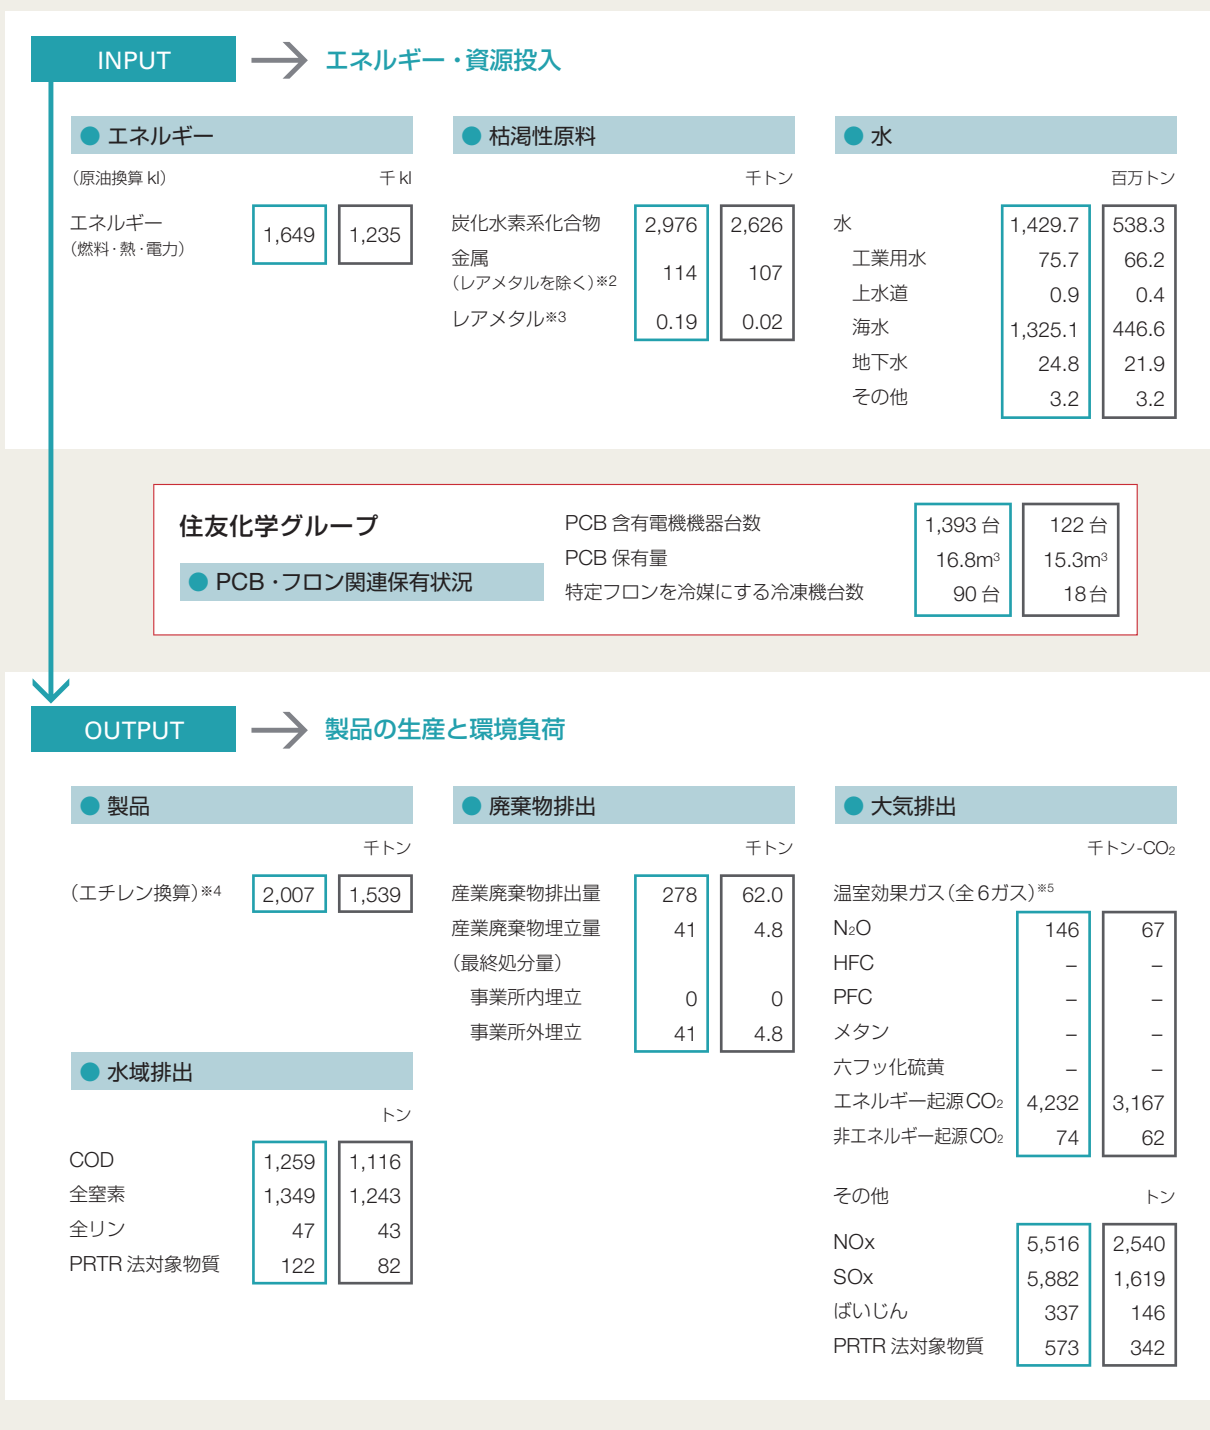 INPUT
エネルギー・資源投入
エネルギー
（原油換算 kl） 千 kl
エネルギー
（燃料・熱・電力）
1,649 1,235
枯渇性原料
千トン
炭化水素系化合物 2,976 2,626
金属
（レアメタルを除く）※2 114 107
レアメタル※3 0.19 0.02
水
百万トン
水 1,429.7 538.3
工業用水 75.7 66.2
上水道 0.9 0.4
海水 1,325.1 446.6
地下水 24.8 21.9
その他 3.2 3.2
住友化学グループ
PCB・フロン関連保有状況
PCB 含有電機機器台数 1,393 台 122 台
PCB 保有量 16.8m³ 15.3m³
特定フロンを冷媒にする冷凍機台数 90 台 18 台
OUTPUT
製品の生産と環境負荷
製品
千トン
（エチレン換算）※4 2,007 1,539
水域排出
トン
COD 1,259 1,116
全窒素 1,349 1,243
全リン 47 43
PRTR 法対象物質 122 82
廃棄物排出
千トン
産業廃棄物排出量 278 62.0
産業廃棄物埋立量 41 4.8
（最終処分量）
事業所内埋立 0 0
事業所外埋立 41 4.8
大気排出
千トン-CO₂
温室効果ガス（全6ガス）※5
N₂O 146 67
HFC – –
PFC – –
メタン – –
六フッ化硫黄 – –
エネルギー起源CO₂ 4,232 3,167
非エネルギー起源CO₂ 74 62
その他 トン
NOx 5,516 2,540
SOx 5,882 1,619
ばいじん 337 146
PRTR 法対象物質 573 342